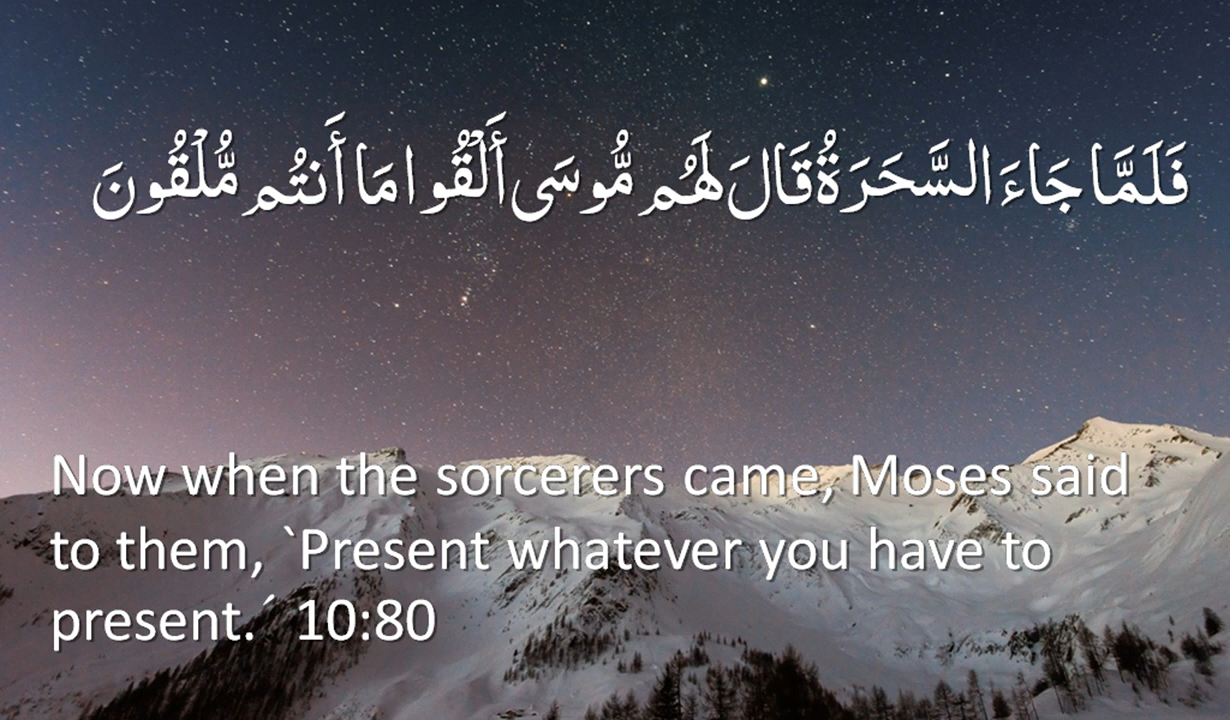 فَلَمَّا جَاءَ السَّحَرَةُ قَالَ لَهُم مُّوسَى أَلْقُوا مَا أَنتُم مُّلْقُونَ
Now when the sorcerers came, Moses said
to them, `Present whatever you have to
present.´ 10:80